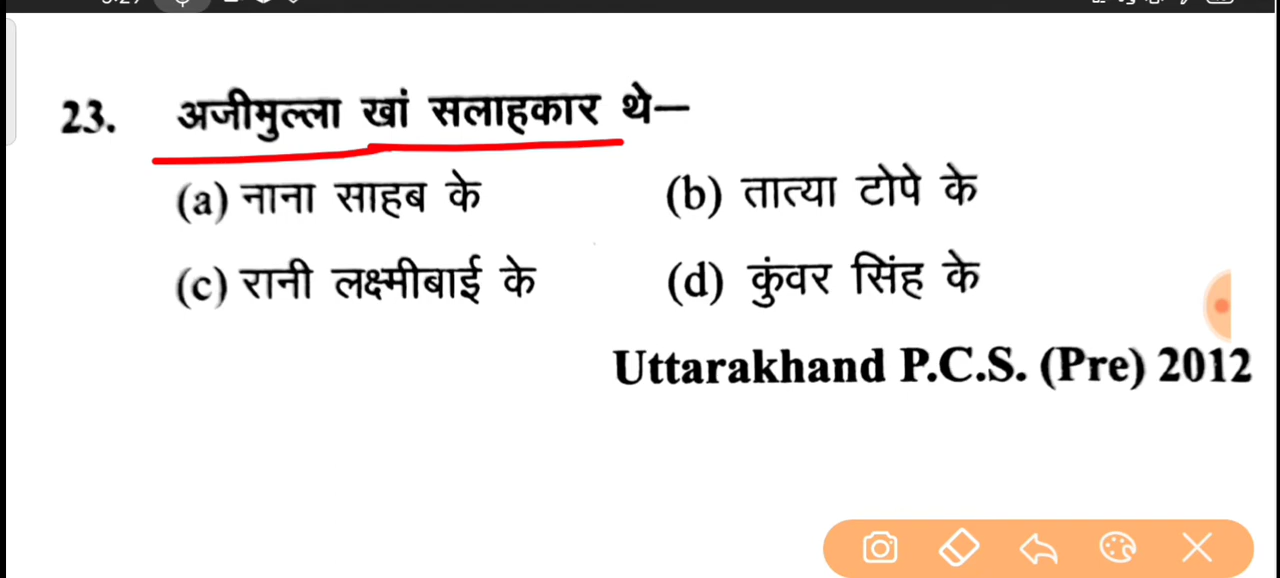 23. अजीमुल्ला खां सलाहकार थे—
(a) नाना साहब के (b) तात्या टोपे के
(c) रानी लक्ष्मीबाई के (d) कुंवर सिंह के
Uttarakhand P.C.S. (Pre) 2012